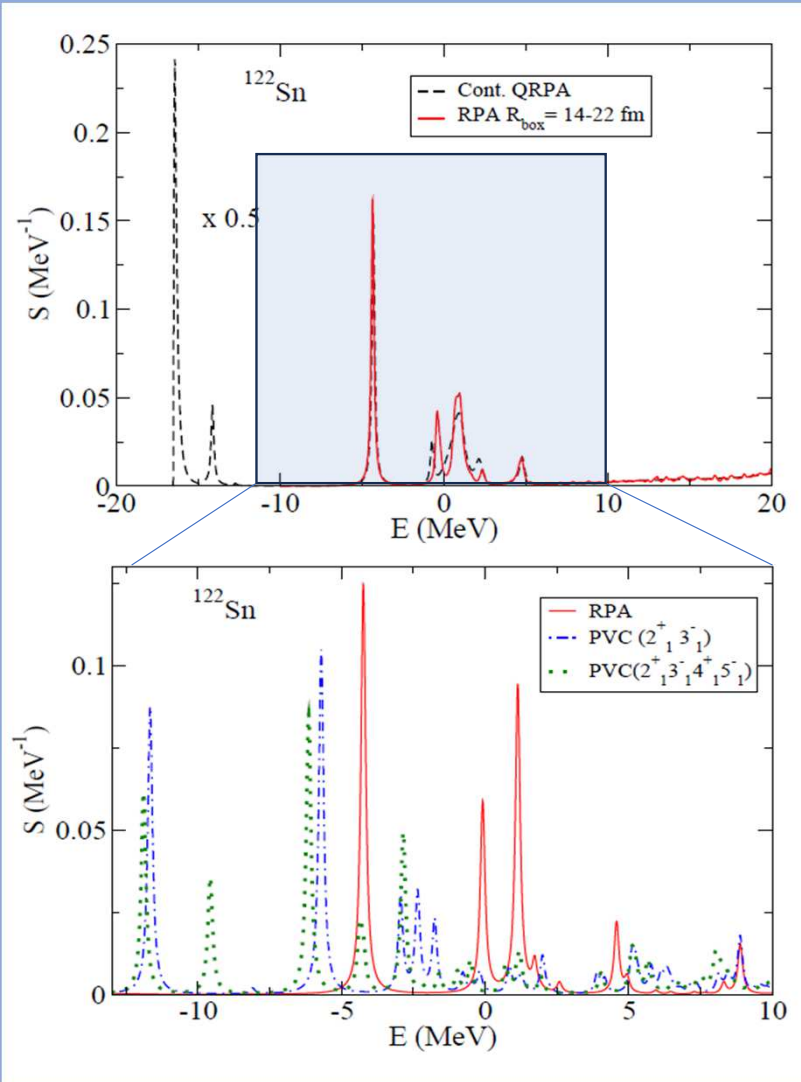 0.25
¹²²Sn
Cont. QRPA
RPA R_box= 14-22 fm
0.2
x 0.5
0.15
S (MeV⁻¹)
0.1
0.05
0
-20 -10 0 10 20
E (MeV)
¹²²Sn
RPA
PVC (2⁺₁ 3⁻₁)
PVC(2⁺₁3⁻₁4⁺₁5⁻₁)
0.1
S (MeV⁻¹)
0.05
0
-10 -5 0 5 10
E (MeV)